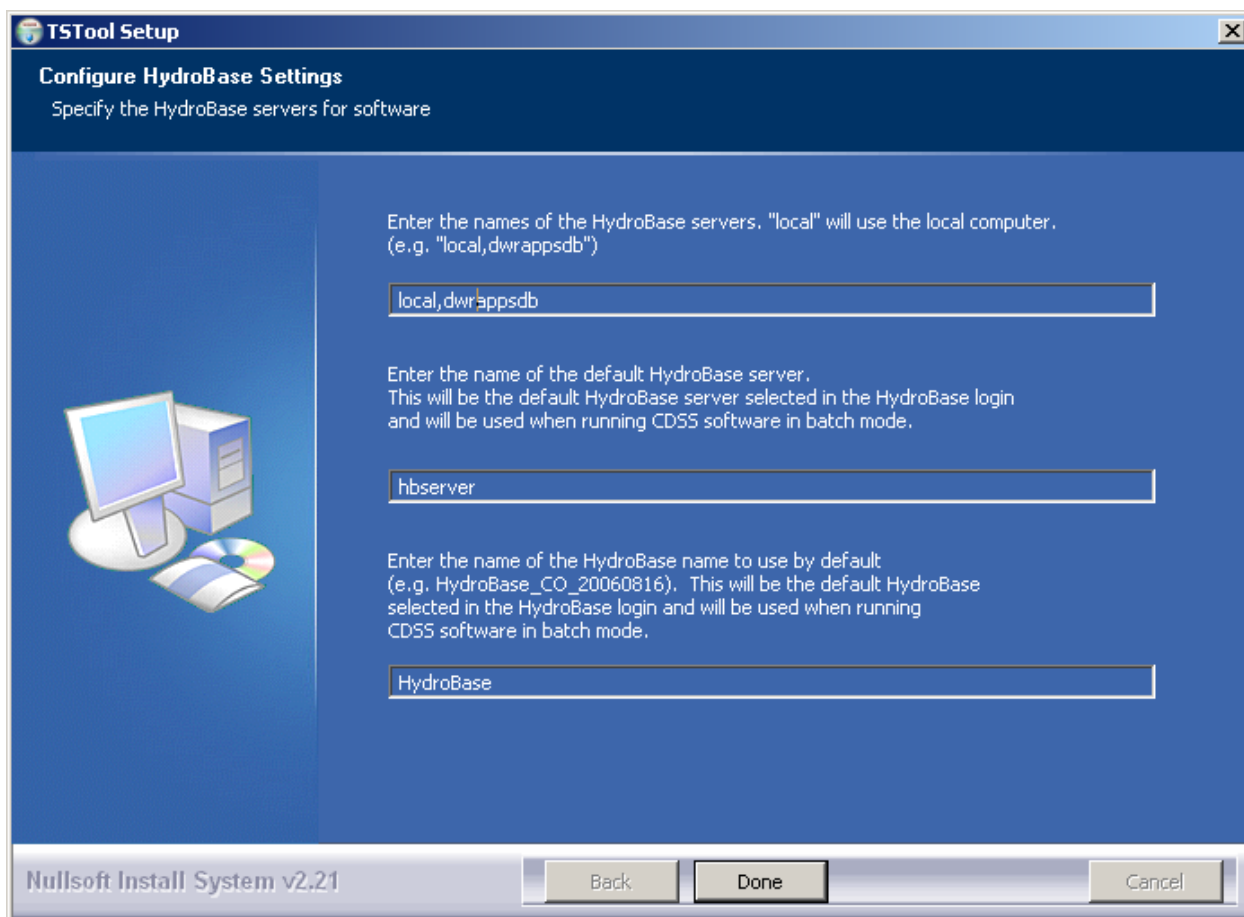 TSTool Setup
Configure HydroBase Settings
Specify the HydroBase servers for software
Enter the names of the HydroBase servers. "local" will use the local computer.
(e.g. "local,dwrappsdb")
local,dwrappsdb
Enter the name of the default HydroBase server.
This will be the default HydroBase server selected in the HydroBase login
and will be used when running CDSS software in batch mode.
hbserver
Enter the name of the HydroBase name to use by default
(e.g. HydroBase_CO_20060816).  This will be the default HydroBase
selected in the HydroBase login and will be used when running
CDSS software in batch mode.
HydroBase
Nullsoft Install System v2.21
Back
Done
Cancel